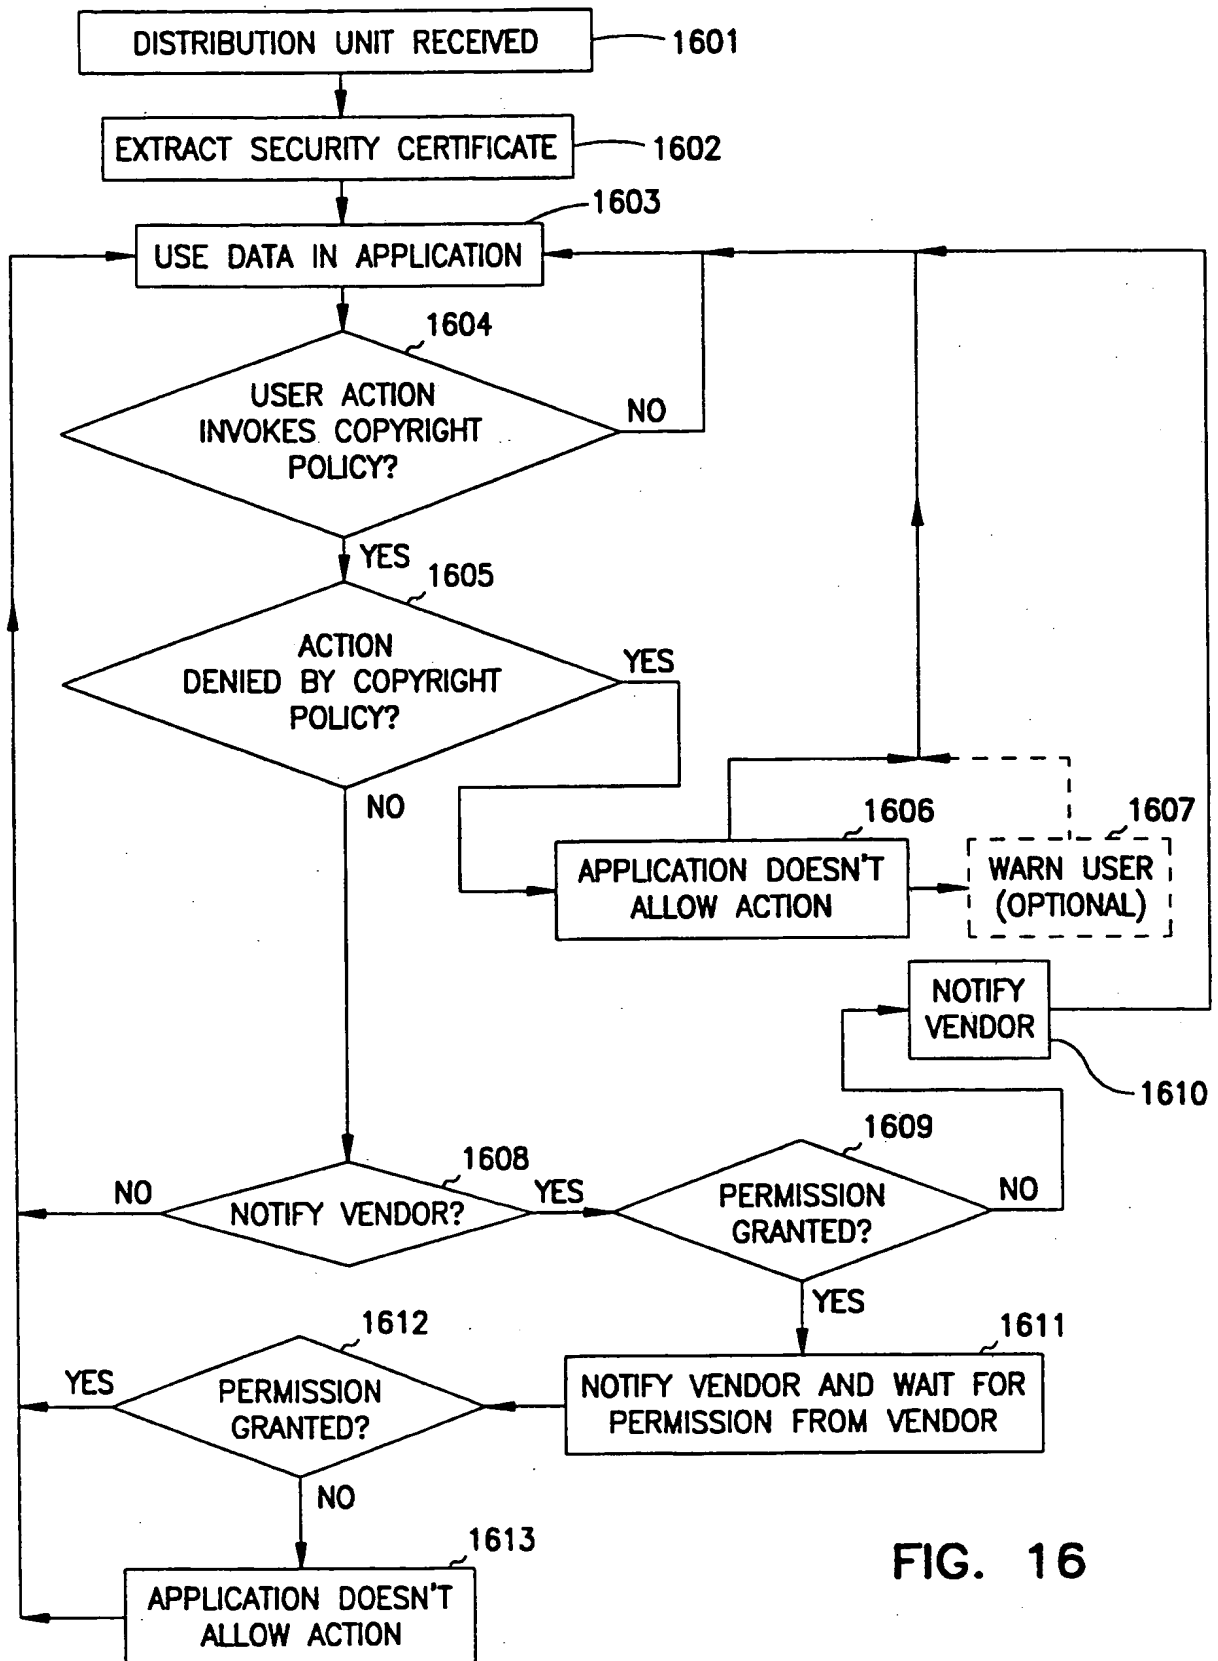 DISTRIBUTION UNIT RECEIVED
1601
EXTRACT SECURITY CERTIFICATE
1602
1603
USE DATA IN APPLICATION
1604
USER ACTION
INVOKES COPYRIGHT
POLICY?
NO
YES
1605
ACTION
DENIED BY COPYRIGHT
POLICY?
YES
NO
1606
APPLICATION DOESN'T
ALLOW ACTION
1607
WARN USER
(OPTIONAL)
NOTIFY
VENDOR
1610
1608
NO
NOTIFY VENDOR?
YES
1609
PERMISSION
GRANTED?
NO
YES
1611
NOTIFY VENDOR AND WAIT FOR
PERMISSION FROM VENDOR
1612
YES
PERMISSION
GRANTED?
NO
1613
APPLICATION DOESN'T
ALLOW ACTION
FIG. 16